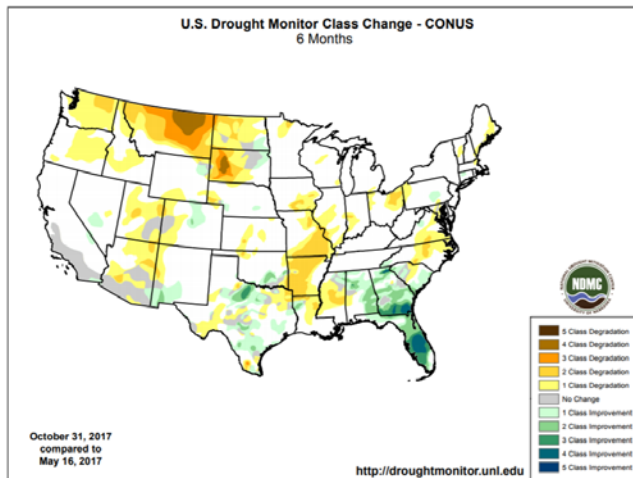 U.S. Drought Monitor Class Change - CONUS
6 Months
NDMC
5 Class Degradation
4 Class Degradation
3 Class Degradation
2 Class Degradation
1 Class Degradation
No Change
1 Class Improvement
2 Class Improvement
3 Class Improvement
4 Class Improvement
5 Class Improvement
October 31, 2017
compared to
May 16, 2017
http://droughtmonitor.unl.edu